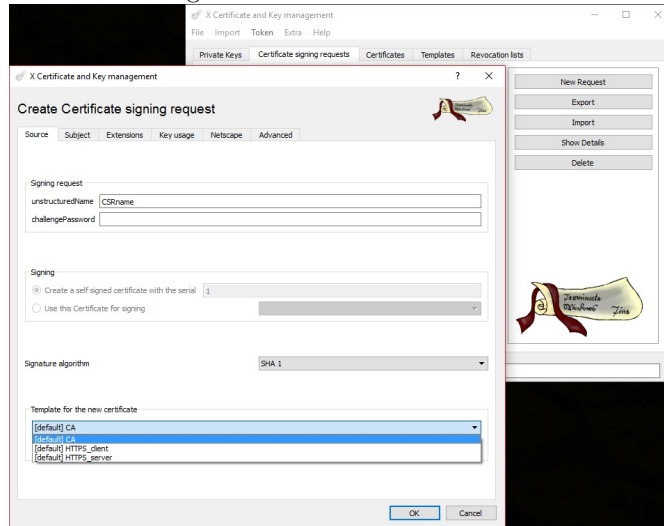 X Certificate and Key management
File Import Token Extra Help
Private Keys Certificate signing requests Certificates Templates Revocation lists
New Request
Export
Import
Show Details
Delete
X Certificate and Key management
Create Certificate signing request
Source Subject Extensions Key usage Netscape Advanced
Signing request
unstructuredName CSRname
challengePassword
Signing
Create a self signed certificate with the serial 1
Use this Certificate for signing
Signature algorithm SHA 1
Template for the new certificate
[default] CA
[default] CA
[default] HTTPS_client
[default] HTTPS_server
OK Cancel